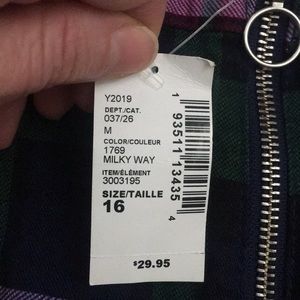 Y2019
DEPT./CAT.
037/26
M
COLOR/COULEUR
1769
MILKY WAY
ITEM/ÉLÉMENT
3003195
SIZE/TAILLE
16
1 93511 13435 4
$29.95